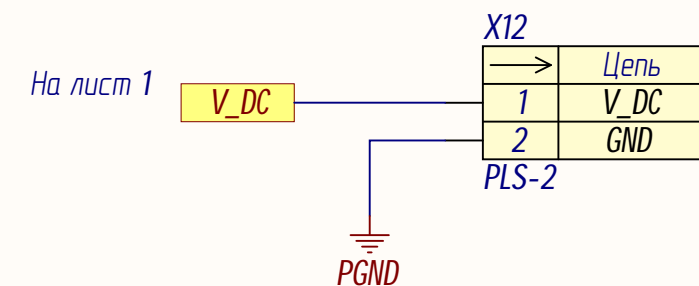 X12
На лист 1
V_DC
Цепь
1 V_DC
2 GND
PLS-2
PGND